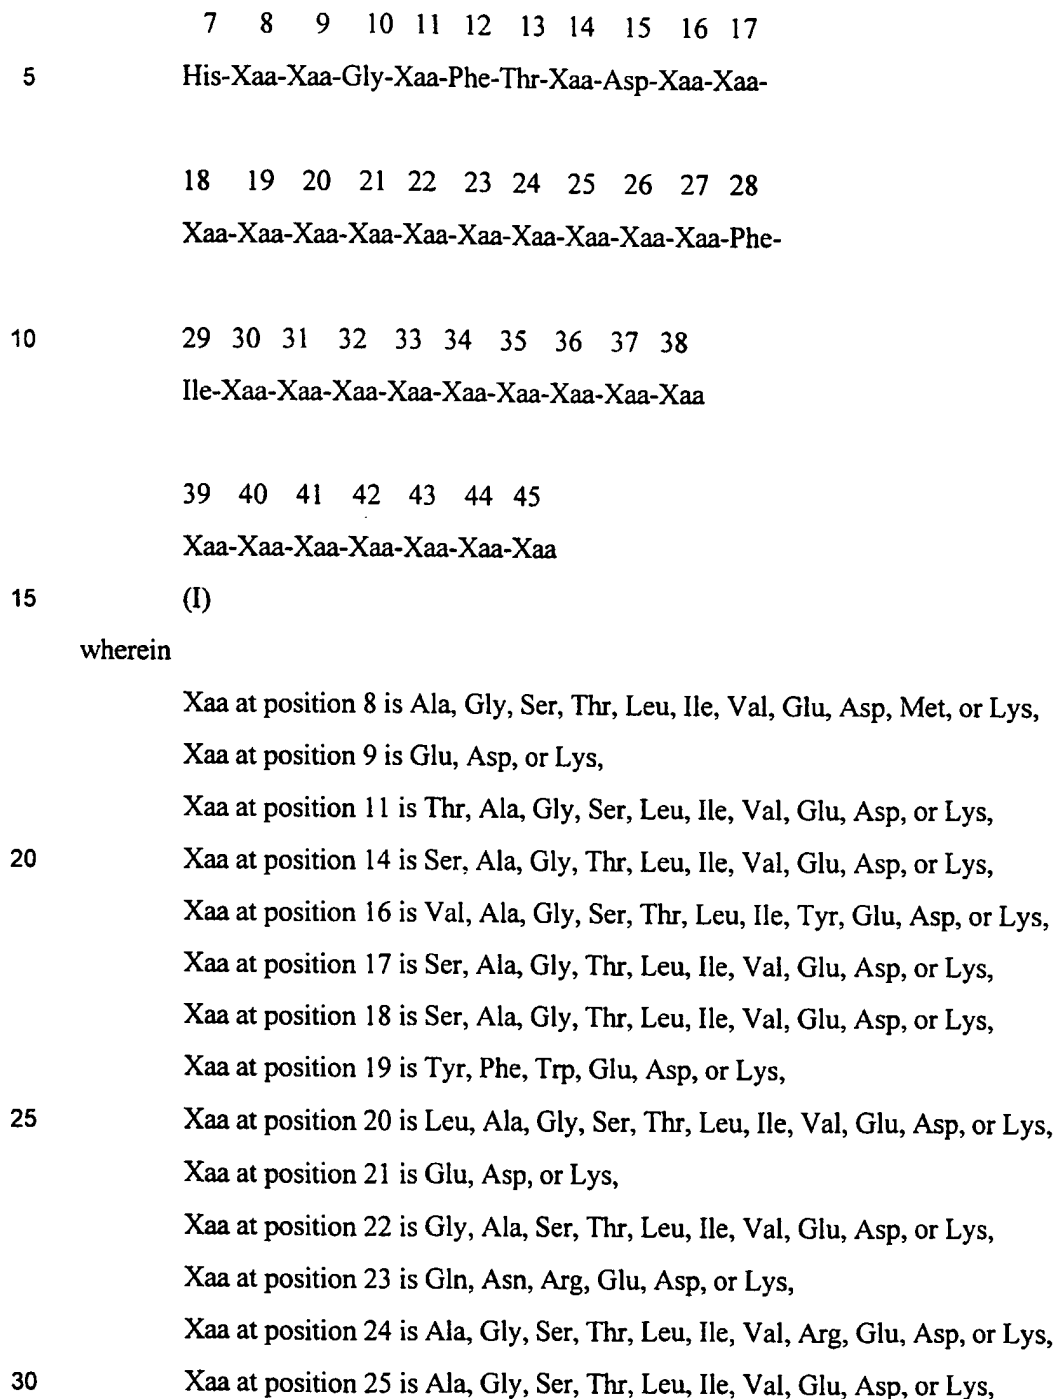 7 8 9 10 11 12 13 14 15 16 17
5 His-Xaa-Xaa-Gly-Xaa-Phe-Thr-Xaa-Asp-Xaa-Xaa-
18 19 20 21 22 23 24 25 26 27 28
Xaa-Xaa-Xaa-Xaa-Xaa-Xaa-Xaa-Xaa-Xaa-Xaa-Phe-
10 29 30 31 32 33 34 35 36 37 38
Ile-Xaa-Xaa-Xaa-Xaa-Xaa-Xaa-Xaa-Xaa-Xaa
39 40 41 42 43 44 45
Xaa-Xaa-Xaa-Xaa-Xaa-Xaa-Xaa
15 (I)
wherein
Xaa at position 8 is Ala, Gly, Ser, Thr, Leu, Ile, Val, Glu, Asp, Met, or Lys,
Xaa at position 9 is Glu, Asp, or Lys,
Xaa at position 11 is Thr, Ala, Gly, Ser, Leu, Ile, Val, Glu, Asp, or Lys,
20 Xaa at position 14 is Ser, Ala, Gly, Thr, Leu, Ile, Val, Glu, Asp, or Lys,
Xaa at position 16 is Val, Ala, Gly, Ser, Thr, Leu, Ile, Tyr, Glu, Asp, or Lys,
Xaa at position 17 is Ser, Ala, Gly, Thr, Leu, Ile, Val, Glu, Asp, or Lys,
Xaa at position 18 is Ser, Ala, Gly, Thr, Leu, Ile, Val, Glu, Asp, or Lys,
Xaa at position 19 is Tyr, Phe, Trp, Glu, Asp, or Lys,
25 Xaa at position 20 is Leu, Ala, Gly, Ser, Thr, Leu, Ile, Val, Glu, Asp, or Lys,
Xaa at position 21 is Glu, Asp, or Lys,
Xaa at position 22 is Gly, Ala, Ser, Thr, Leu, Ile, Val, Glu, Asp, or Lys,
Xaa at position 23 is Gln, Asn, Arg, Glu, Asp, or Lys,
Xaa at position 24 is Ala, Gly, Ser, Thr, Leu, Ile, Val, Arg, Glu, Asp, or Lys,
30 Xaa at position 25 is Ala, Gly, Ser, Thr, Leu, Ile, Val, Glu, Asp, or Lys,